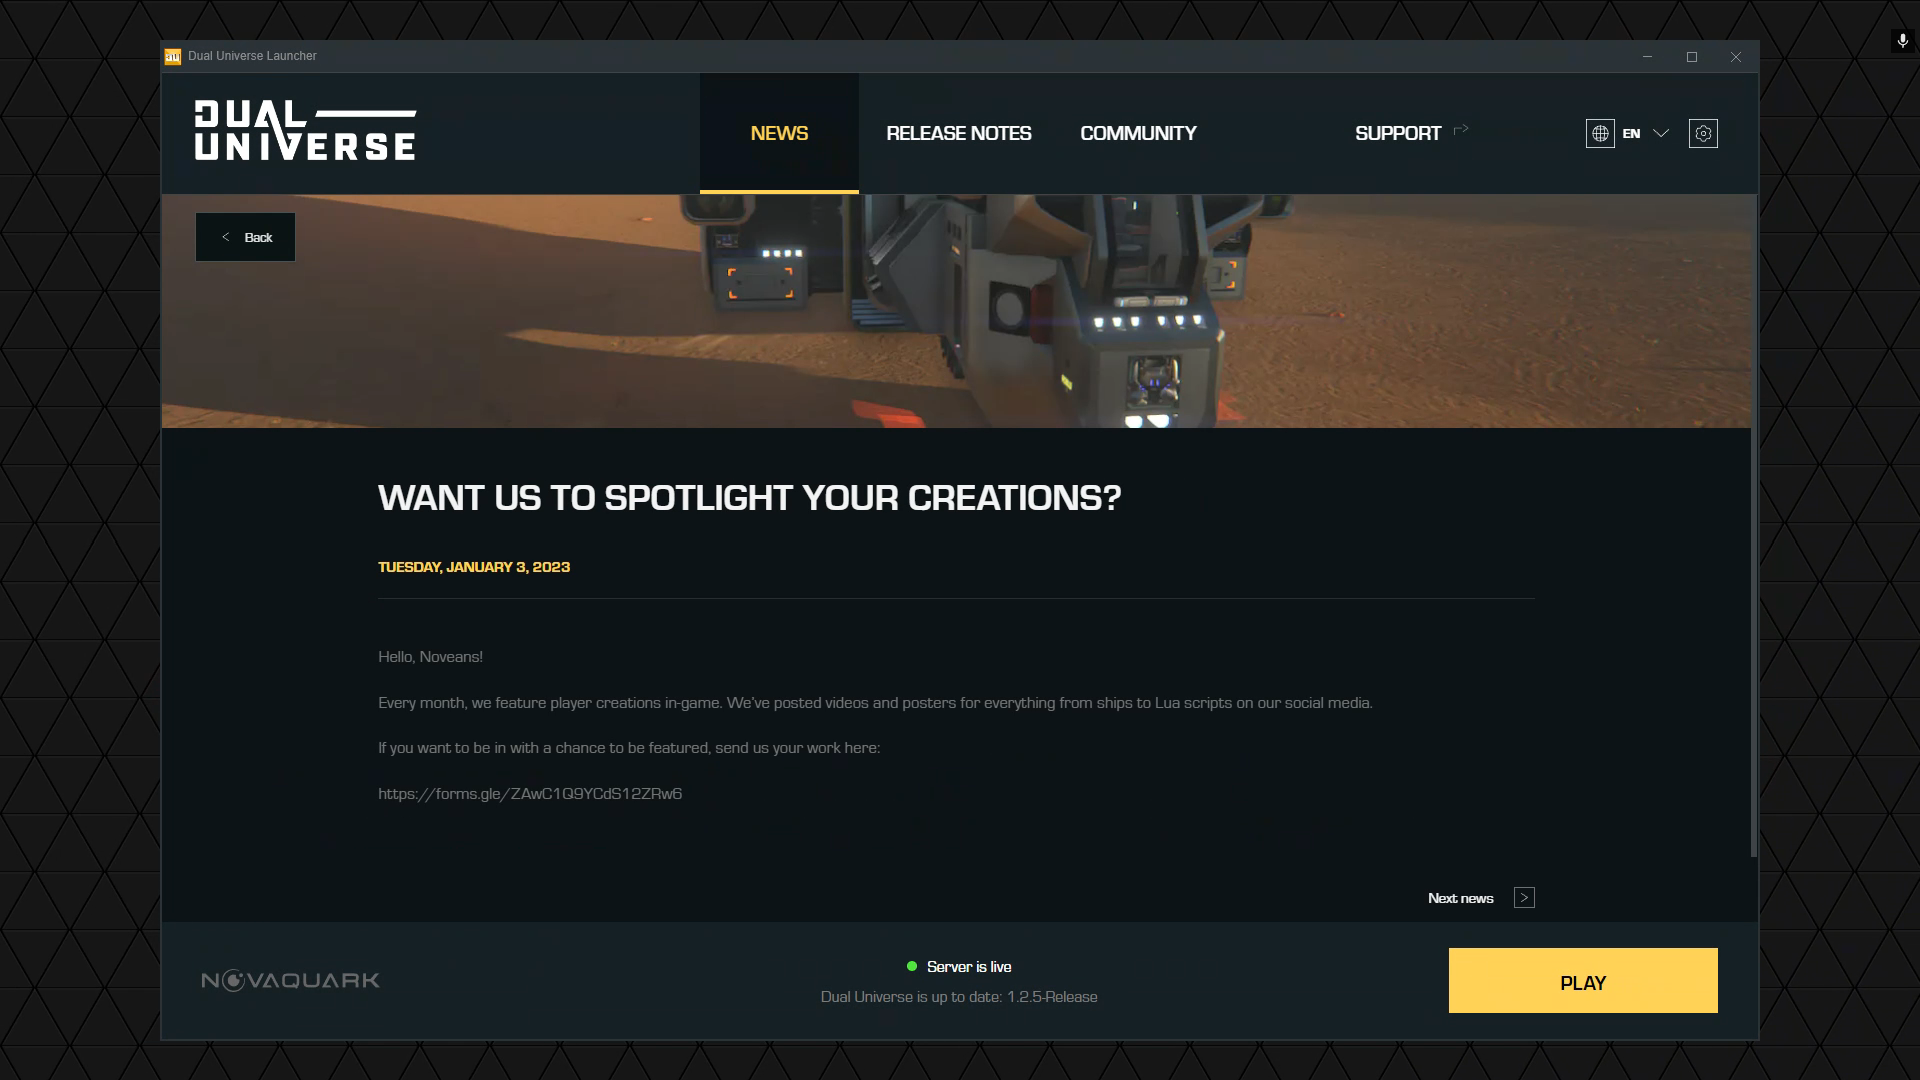 Dual Universe Launcher
DUAL
UNIVERSE
NEWS
RELEASE NOTES
COMMUNITY
SUPPORT
EN
Back
WANT US TO SPOTLIGHT YOUR CREATIONS?
TUESDAY, JANUARY 3, 2023
Hello, Noveans!
Every month, we feature player creations in-game. We've posted videos and posters for everything from ships to Lua scripts on our social media.
If you want to be in with a chance to be featured, send us your work here:
https://forms.gle/ZAwC1Q9YCdS12ZRw6
Next news
NOVAQUARK
Server is live
Dual Universe is up to date: 1.2.5-Release
PLAY